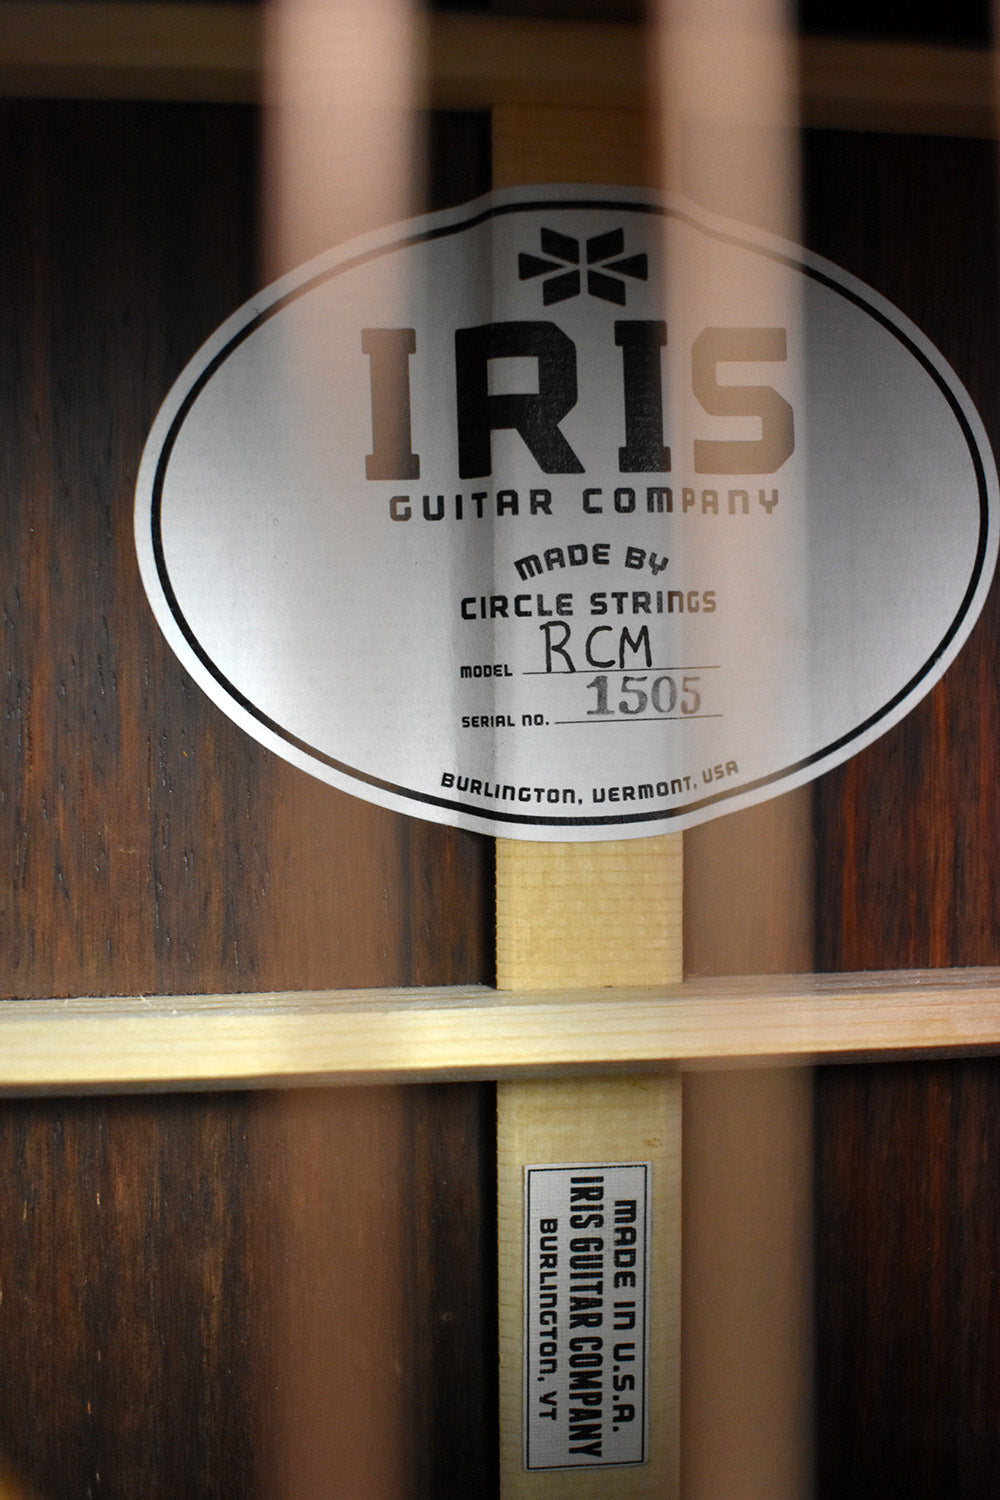 IRIS
GUITAR COMPANY
MADE BY
CIRCLE STRINGS
MODEL RCM
SERIAL NO. 1505
BURLINGTON, VERMONT, USA
MADE IN U.S.A.
IRIS GUITAR COMPANY
BURLINGTON, VT